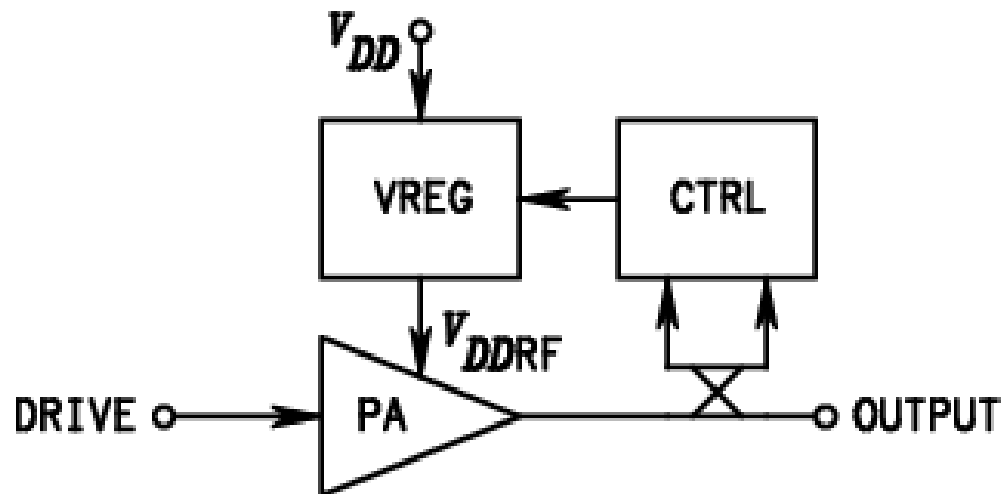 VDD
VREG
CTRL
VDDRF
DRIVE
PA
OUTPUT